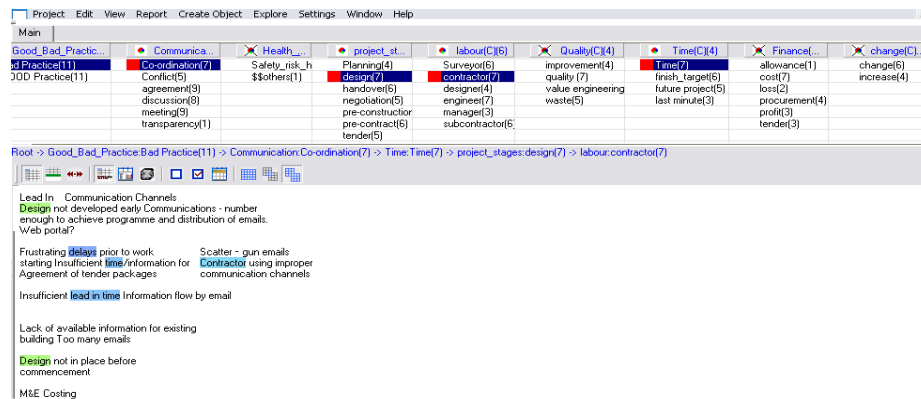 Project Edit View Report Create Object Explore Settings Window Help
Main
Good_Bad_Practic... Communica... Health_... project_st... labour(C)(6) Quality(C)(4) Time(C)(4) Finance(... change(C)...
ad Practice(11) Co-ordination(7) Safety_risk_h Planning(4) Surveyor(6) improvement(4) Time(7) allowance(1) change(6)
OOD Practice(11) Conflict(5) $$others(1) design(7) contractor(7) quality (7) finish_target(6) cost(7) increase(4)
agreement(9) handover(6) designer(4) value engineering future project(5) loss(2)
discussion(8) negotiation(5) engineer(7) waste(5) last minute(3) procurement(4)
meeting(9) pre-construction manager(3) profit(3)
transparency(1) pre-contract(6) subcontractor(6) tender(3)
tender(5)
Root -> Good_Bad_Practice:Bad Practice(11) -> Communication:Co-ordination(7) -> Time:Time(7) -> project_stages:design(7) -> labour:contractor(7)
Lead In Communication Channels
Design not developed early Communications - number
enough to achieve programme and distribution of emails.
Web portal?
Frustrating delays prior to work Scatter - gun emails
starting Insufficient time/information for Contractor using improper
Agreement of tender packages communication channels
Insufficient lead in time Information flow by email
Lack of available information for existing
building Too many emails
Design not in place before
commencement
M&E Costing